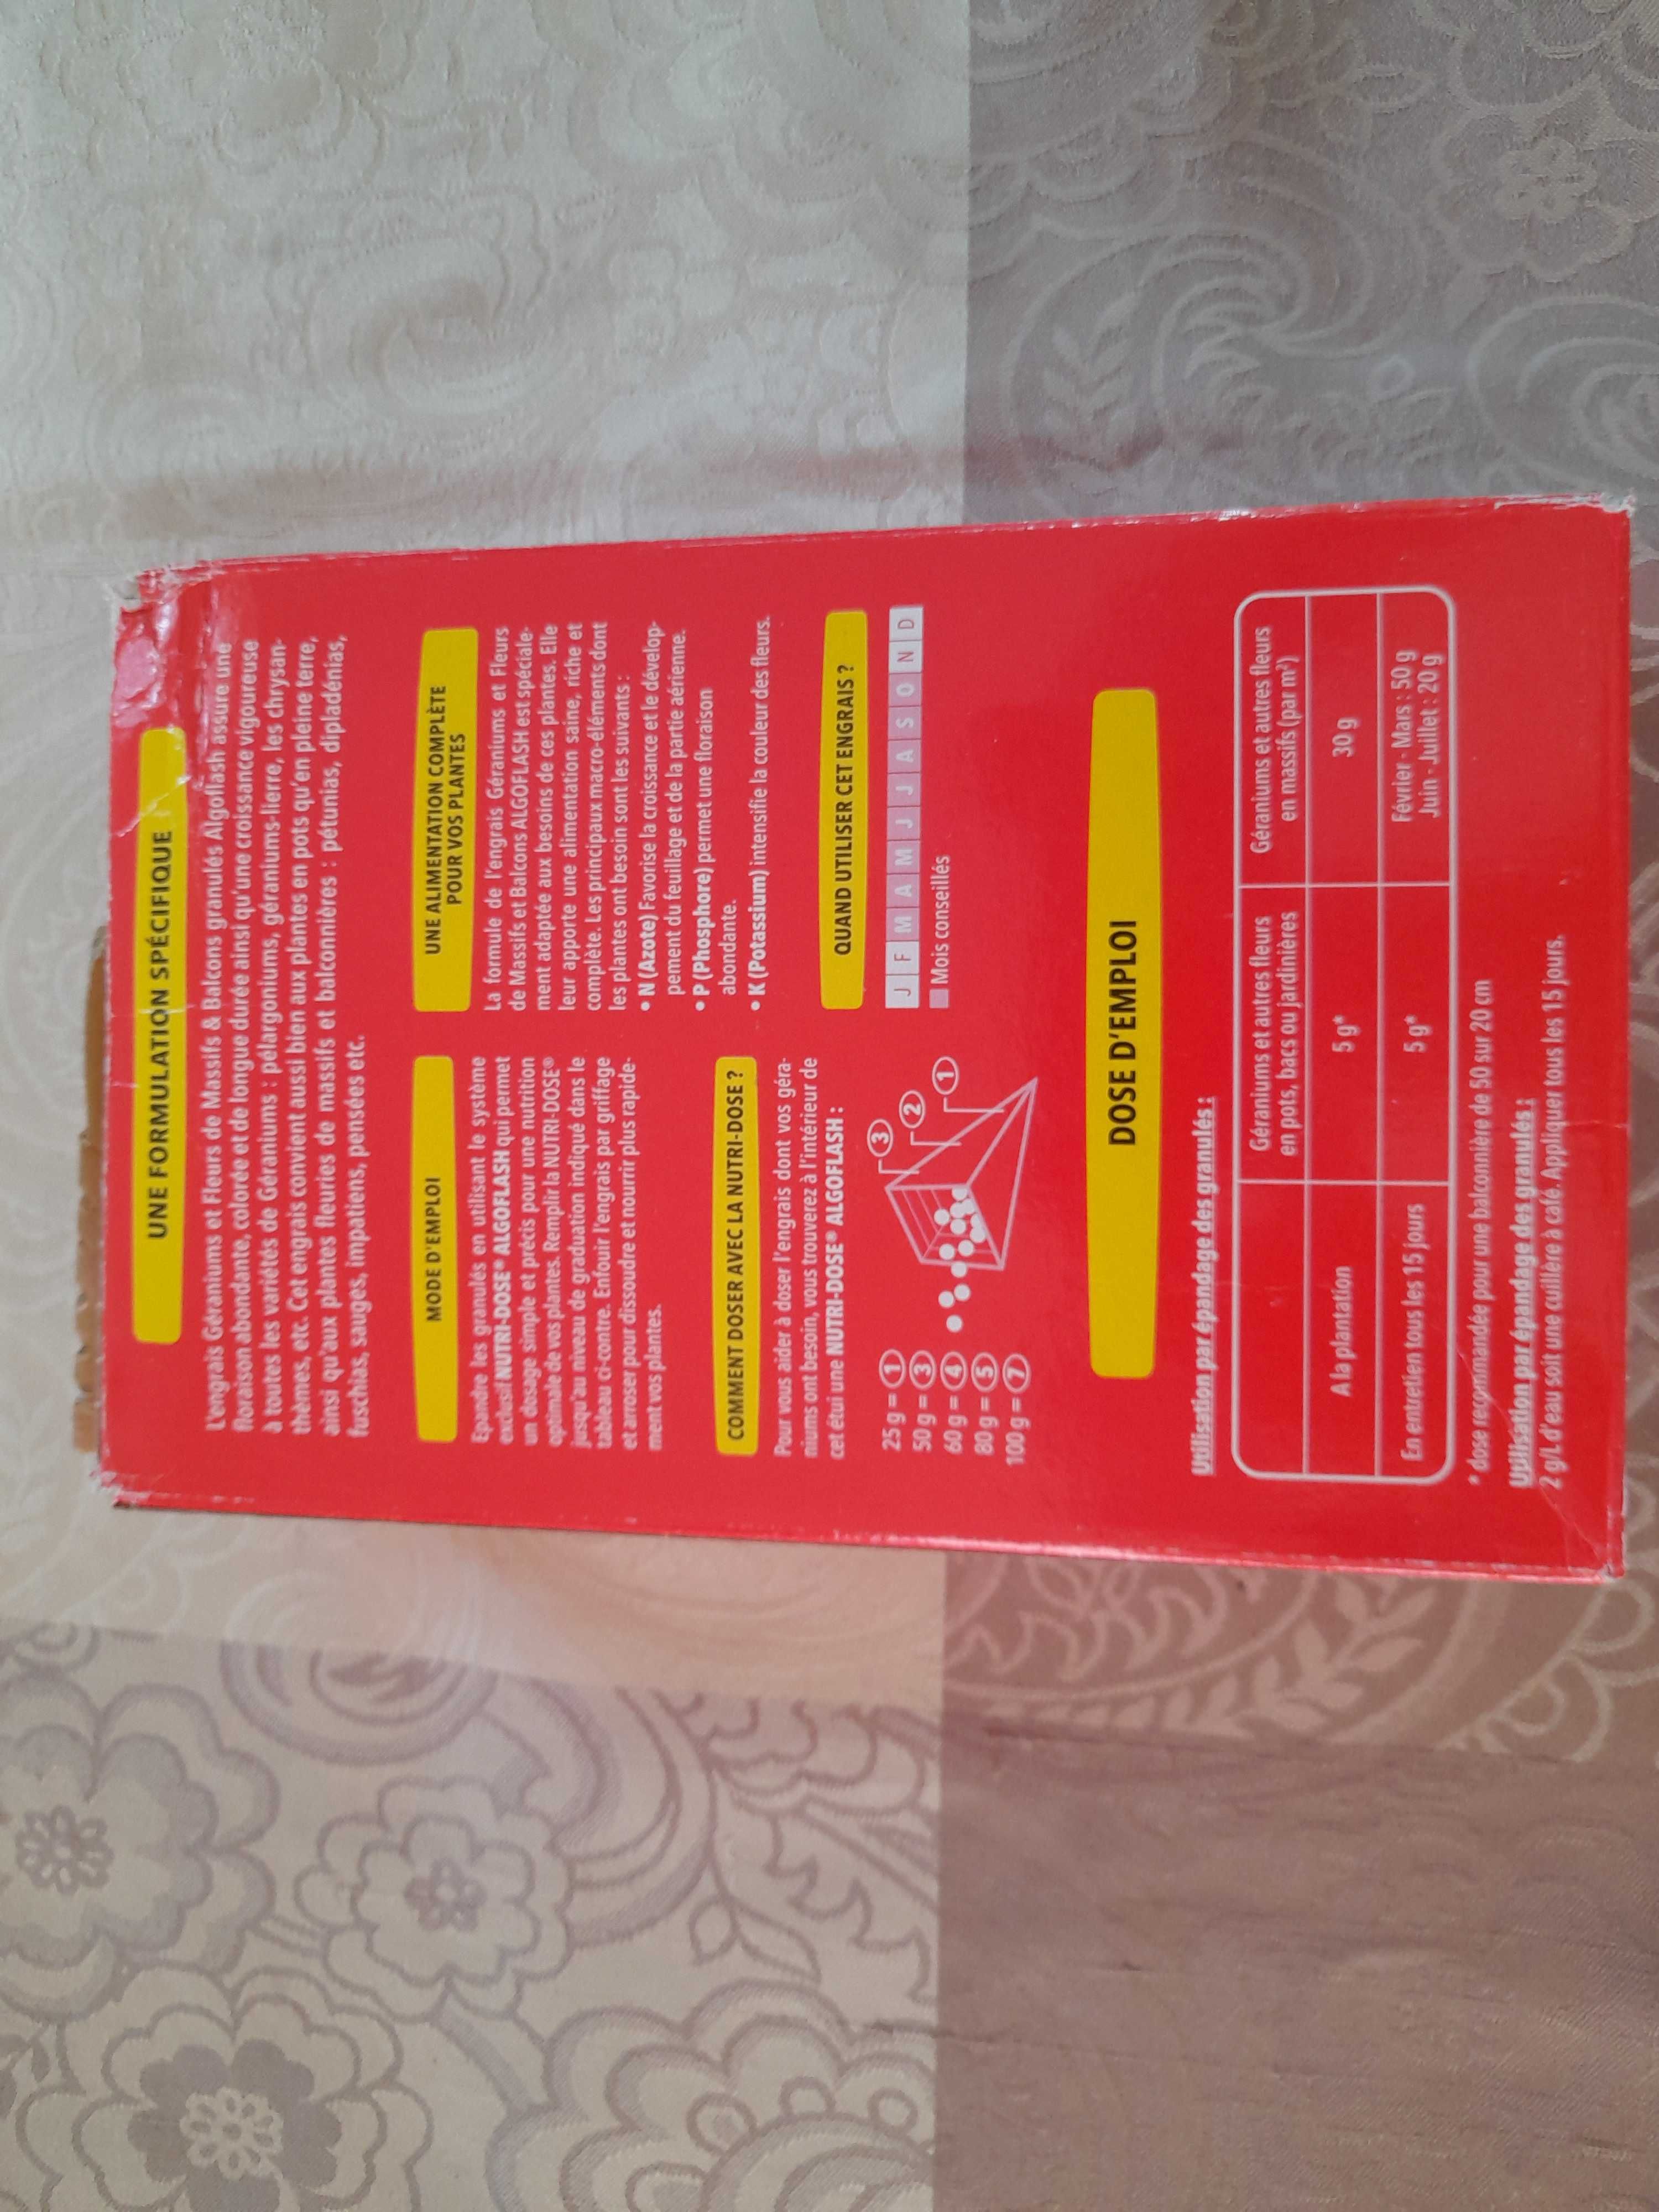 UNE FORMULATION SPÉCIFIQUE
L'engrais Géraniums et Fleurs de Massifs & Balcons granulés Algoflash assure une
floraison abondante, colorée et de longue durée ainsi qu'une croissance vigoureuse
à toutes les variétés de Géraniums : pélargoniums, géraniums-lierre, les chrysan-
thèmes, etc. Cet engrais convient aussi bien aux plantes en pots qu'en pleine terre,
ainsi qu'aux plantes fleuries de massifs et balconnières : pétunias, dipladénias,
fuschias, sauges, impatiens, pensées etc.
MODE D'EMPLOI
Epandre les granulés en utilisant le système
exclusif NUTRI-DOSE® ALGOFLASH qui permet
un dosage simple et précis pour une nutrition
optimale de vos plantes. Remplir la NUTRI-DOSE®
jusqu'au niveau de graduation indiqué dans le
tableau ci-contre. Enfouir l'engrais par griffage
et arroser pour dissoudre et nourrir plus rapide-
ment vos plantes.
COMMENT DOSER AVEC LA NUTRI-DOSE ?
Pour vous aider à doser l'engrais dont vos géra-
niums ont besoin, vous trouverez à l'intérieur de
cet étui une NUTRI-DOSE® ALGOFLASH :
25 g = 1
50 g = 3
60 g = 4
80 g = 5
100 g = 7
3
2
1
UNE ALIMENTATION COMPLÈTE
POUR VOS PLANTES
La formule de l'engrais Géraniums et Fleurs
de Massifs et Balcons ALGOFLASH est spéciale-
ment adaptée aux besoins de ces plantes. Elle
leur apporte une alimentation saine, riche et
complète. Les principaux macro-éléments dont
les plantes ont besoin sont les suivants :
• N (Azote) Favorise la croissance et le dévelop-
pement du feuillage et de la partie aérienne.
• P (Phosphore) permet une floraison
abondante.
• K (Potassium) intensifie la couleur des fleurs.
QUAND UTILISER CET ENGRAIS ?
J F M A M J J A S O N D
Mois conseillés
DOSE D'EMPLOI
Utilisation par épandage des granulés :
Géraniums et autres fleurs
en pots, bacs ou jardinières
Géraniums et autres fleurs
en massifs (par m²)
A la plantation 5 g* 30 g
En entretien tous les 15 jours 5 g* Février - Mars : 50 g
Juin - Juillet : 20 g
* dose recommandée pour une balconnière de 50 sur 20 cm
Utilisation par épandage des granulés :
2 g/L d'eau soit une cuillère à café. Appliquer tous les 15 jours.